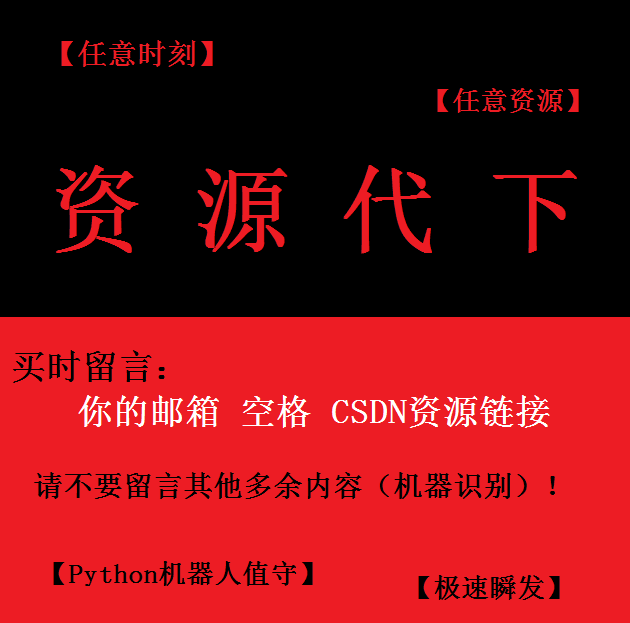 【任意时刻】
【任意资源】
资源代下
买时留言：
你的邮箱 空格 CSDN资源链接
请不要留言其他多余内容（机器识别）！
【Python机器人值守】
【极速瞬发】